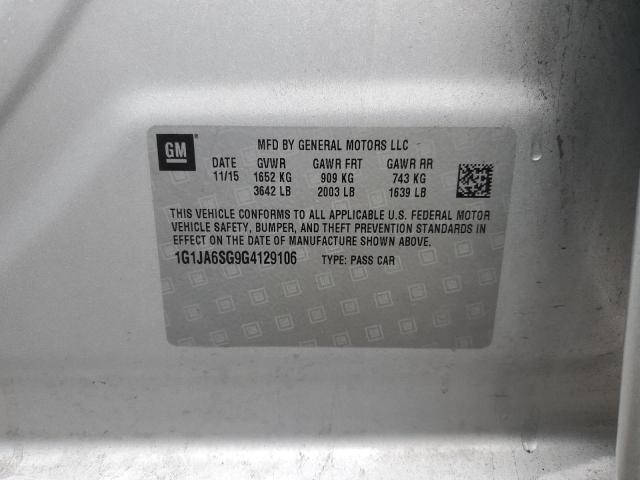 GM® MFD BY GENERAL MOTORS LLC
DATE GVWR GAWR FRT GAWR RR
11/15 1652 KG 909 KG 743 KG
3642 LB 2003 LB 1639 LB
THIS VEHICLE CONFORMS TO ALL APPLICABLE U.S. FEDERAL MOTOR
VEHICLE SAFETY, BUMPER, AND THEFT PREVENTION STANDARDS
IN EFFECT ON THE DATE OF MANUFACTURE SHOWN ABOVE.
1G1JA6SG9G4129106 TYPE: PASS CAR